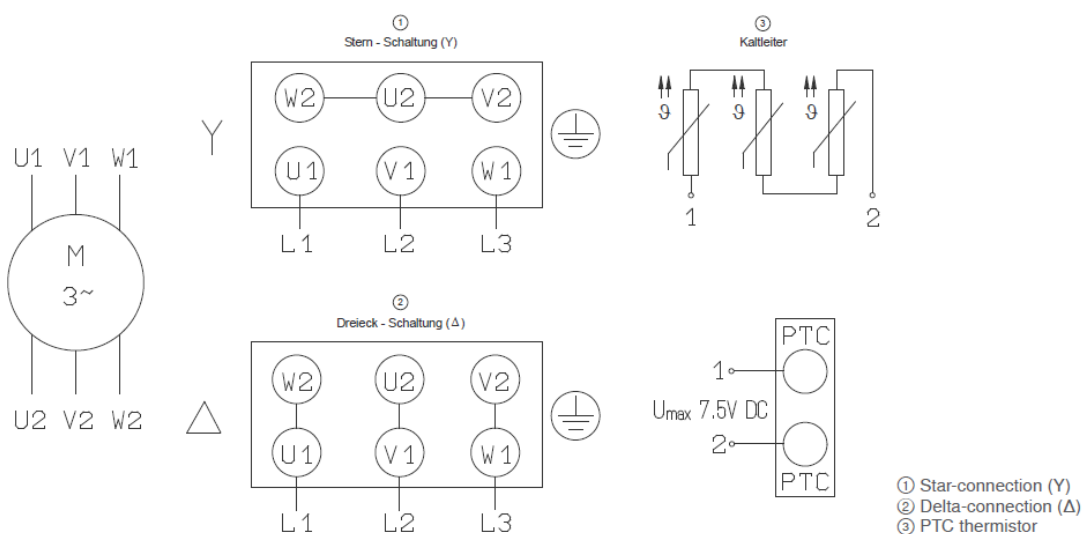 ①
Stern - Schaltung (Y)
③
Kaltleiter
W2 U2 V2
Y
ϑ ϑ ϑ
U1 V1 W1
U1 V1 W1
1 2
L1 L2 L3
M
3~
②
Dreieck - Schaltung (Δ)
PTC
W2 U2 V2
1
U2 V2 W2
Δ
Umax 7.5V DC
U1 V1 W1
2
PTC
L1 L2 L3
① Star-connection (Y)
② Delta-connection (Δ)
③ PTC thermistor